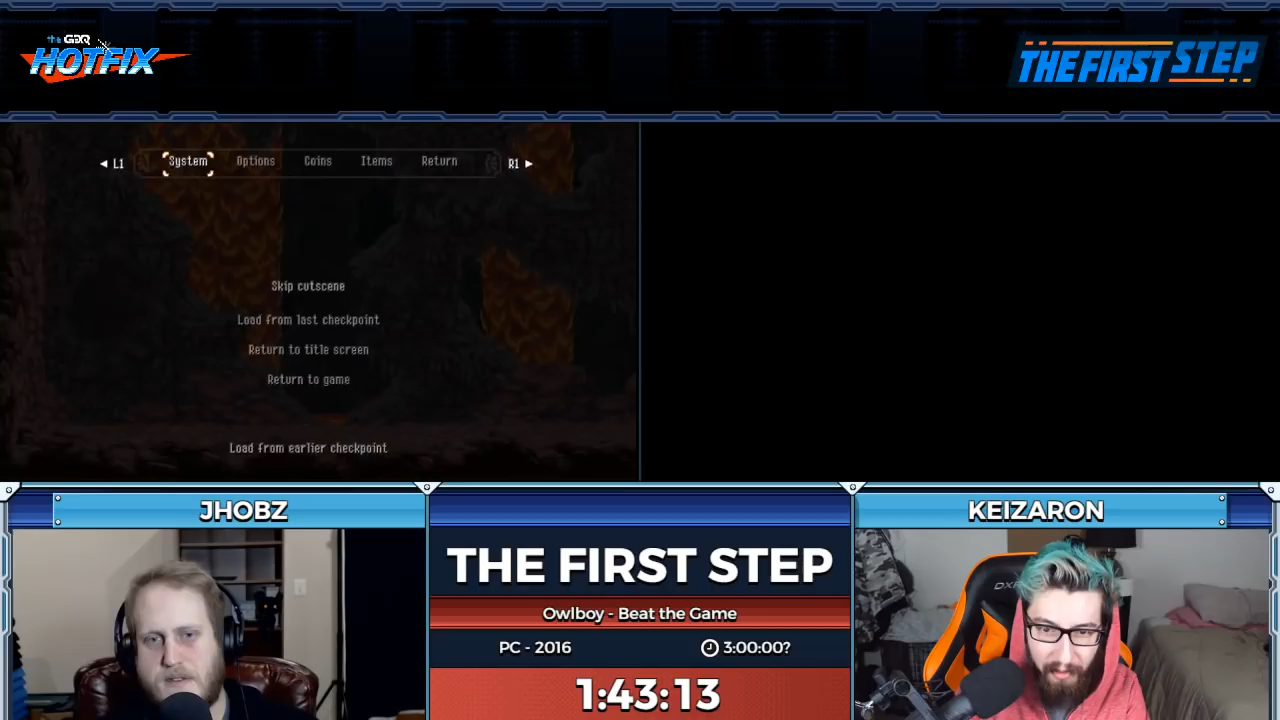 the GDQ
HOTFIX
THE FIRST STEP
L1 System Options Coins Items Return R1
Skip cutscene
Load from last checkpoint
Return to title screen
Return to game
Load from earlier checkpoint
JHOBZ
KEIZARON
THE FIRST STEP
Owlboy - Beat the Game
PC - 2016
3:00:00?
1:43:13